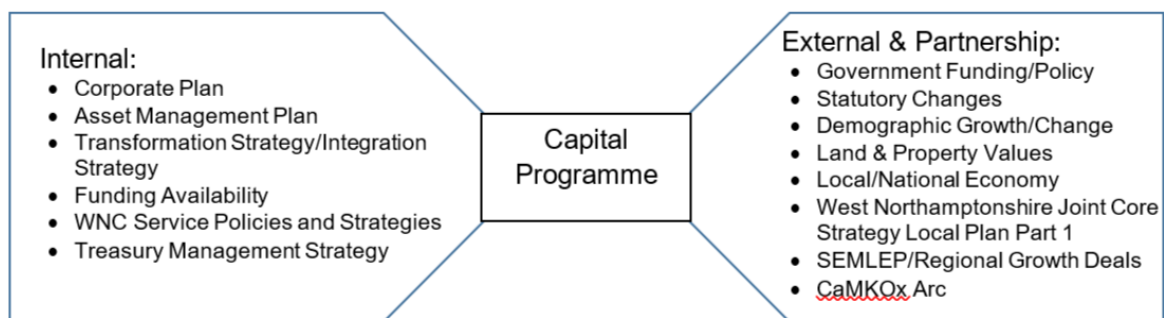 Internal:
• Corporate Plan
• Asset Management Plan
• Transformation Strategy/Integration
Strategy
• Funding Availability
• WNC Service Policies and Strategies
• Treasury Management Strategy
Capital
Programme
External & Partnership:
• Government Funding/Policy
• Statutory Changes
• Demographic Growth/Change
• Land & Property Values
• Local/National Economy
• West Northamptonshire Joint Core
Strategy Local Plan Part 1
• SEMLEP/Regional Growth Deals
• CaMKOx Arc